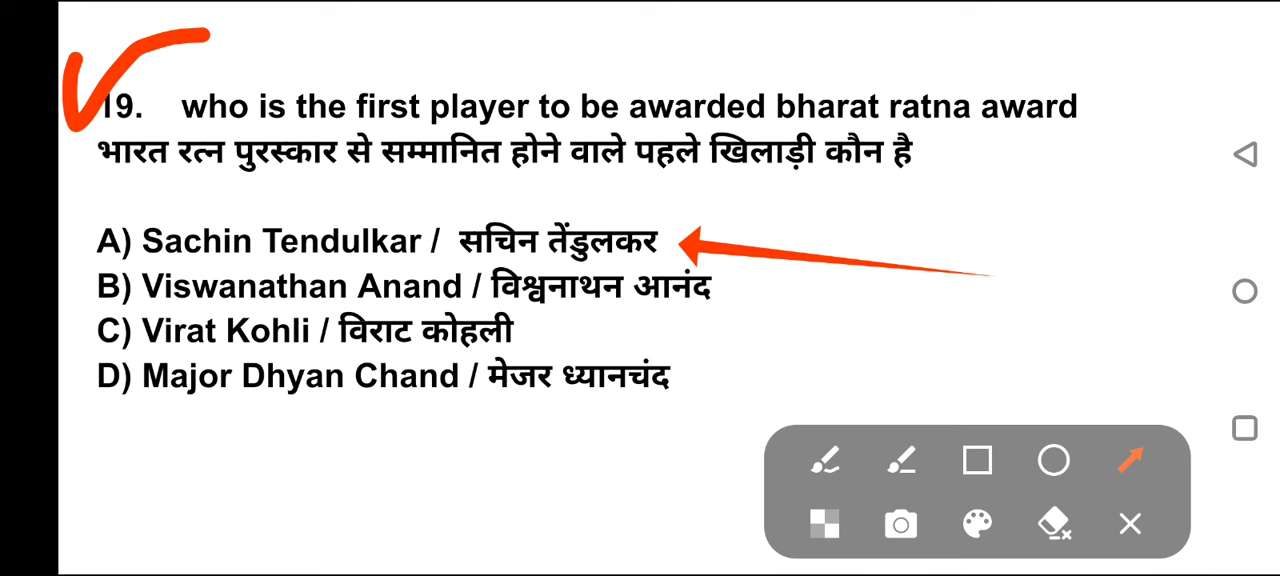 19. who is the first player to be awarded bharat ratna award
भारत रत्न पुरस्कार से सम्मानित होने वाले पहले खिलाड़ी कौन है
A) Sachin Tendulkar / सचिन तेंडुलकर
B) Viswanathan Anand / विश्वनाथन आनंद
C) Virat Kohli / विराट कोहली
D) Major Dhyan Chand / मेजर ध्यानचंद